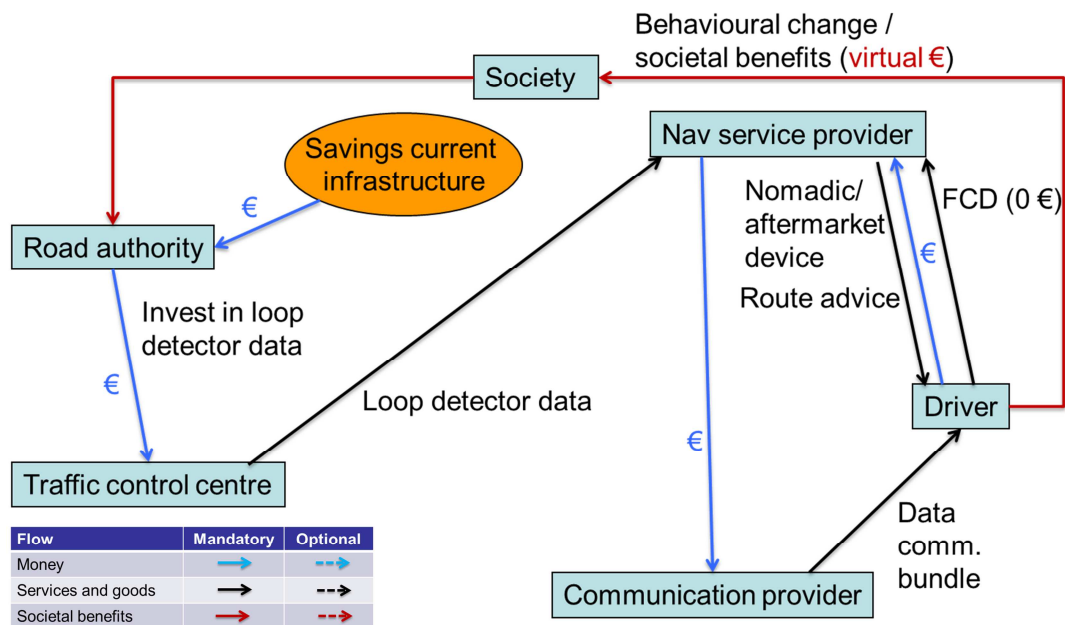 Behavioural change /
societal benefits (virtual €)
Society
Nav service provider
Savings current
infrastructure
€
Road authority
Nomadic/
aftermarket
device
FCD (0 €)
€
Route advice
Invest in loop
detector data
€
Loop detector data
Driver
€
Traffic control centre
Data
comm.
bundle
Communication provider
Flow Mandatory Optional
Money
Services and goods
Societal benefits